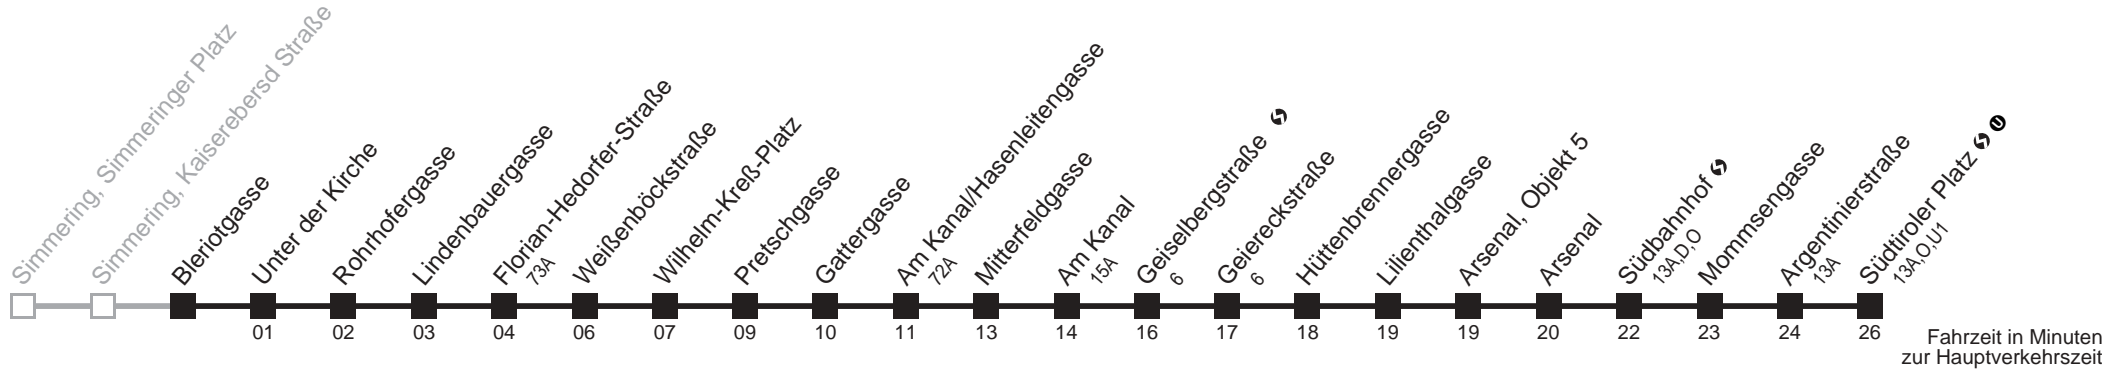 Simmering, Simmeringer Platz
Simmering, Kaiserebersd Straße
Bleriotgasse
Unter der Kirche
01
Rohrhofergasse
02
Lindenbauergasse
03
Florian-Hedorfer-Straße
73A
04
Weißenböckstraße
06
Wilhelm-Kreß-Platz
07
Pretschgasse
09
Gattergasse
10
Am Kanal/Hasenleitengasse
72A
11
Mitterfeldgasse
13
Am Kanal
15A
14
Geiselbergstraße
6
16
Geiereckstraße
6
17
Hüttenbrennergasse
18
Lilienthalgasse
19
Arsenal, Objekt 5
19
Arsenal
20
Südbahnhof
13A,D,O
22
Mommsengasse
23
Argentinierstraße
13A
24
Südtiroler Platz U
13A,O,U1
26
Fahrzeit in Minuten
zur Hauptverkehrszeit